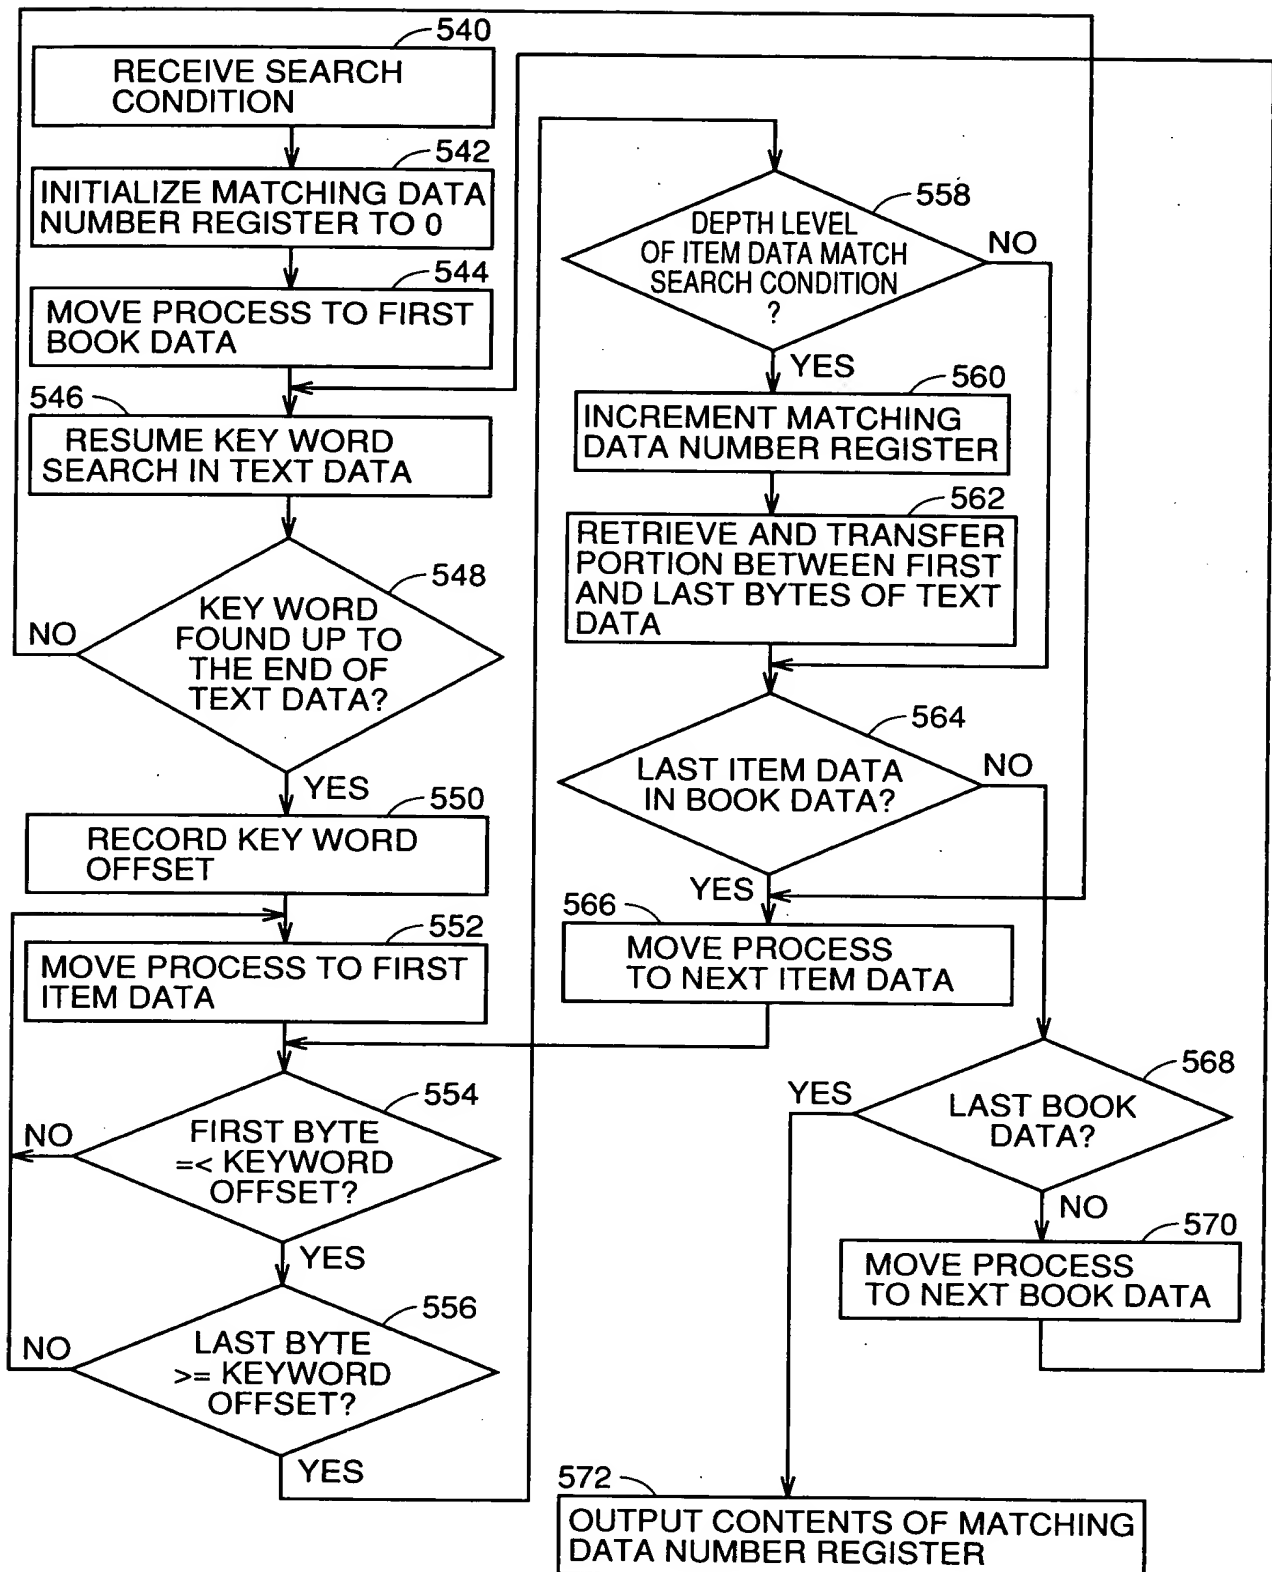 540
RECEIVE SEARCH
CONDITION
542
INITIALIZE MATCHING DATA
NUMBER REGISTER TO 0
544
MOVE PROCESS TO FIRST
BOOK DATA
546
RESUME KEY WORD
SEARCH IN TEXT DATA
548
KEY WORD
FOUND UP TO
THE END OF
TEXT DATA?
NO
YES
550
RECORD KEY WORD
OFFSET
552
MOVE PROCESS TO FIRST
ITEM DATA
554
FIRST BYTE
=< KEYWORD
OFFSET?
NO
YES
556
LAST BYTE
>= KEYWORD
OFFSET?
NO
YES
558
DEPTH LEVEL
OF ITEM DATA MATCH
SEARCH CONDITION
?
NO
YES
560
INCREMENT MATCHING
DATA NUMBER REGISTER
562
RETRIEVE AND TRANSFER
PORTION BETWEEN FIRST
AND LAST BYTES OF TEXT
DATA
564
LAST ITEM DATA
IN BOOK DATA?
NO
YES
566
MOVE PROCESS
TO NEXT ITEM DATA
568
LAST BOOK
DATA?
YES
NO
570
MOVE PROCESS
TO NEXT BOOK DATA
572
OUTPUT CONTENTS OF MATCHING
DATA NUMBER REGISTER